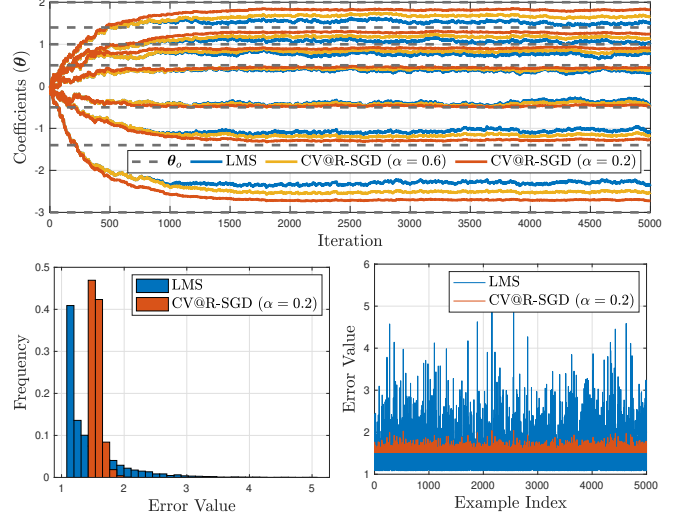 2
1
0
-1
-2
-3
Coefficients (θ)
θₒ LMS CV@R-SGD (α = 0.6) CV@R-SGD (α = 0.2)
0 500 1000 1500 2000 2500 3000 3500 4000 4500 5000
Iteration
0.5
0.4
0.3
0.2
0.1
0
Frequency
LMS
CV@R-SGD (α = 0.2)
1 2 3 4 5
Error Value
6
5
4
3
2
1
Error Value
LMS
CV@R-SGD (α = 0.2)
0 1000 2000 3000 4000 5000
Example Index